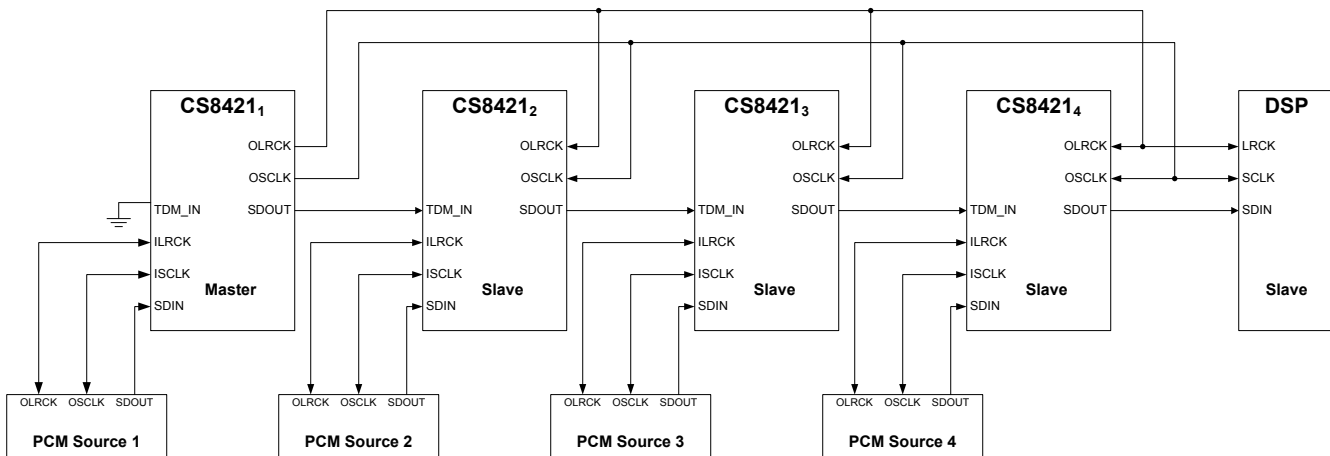 CS8421₁
OLRCK
OSCLK
TDM_IN
SDOUT
ILRCK
ISCLK
Master
SDIN
CS8421₂
OLRCK
OSCLK
TDM_IN
SDOUT
ILRCK
ISCLK
Slave
SDIN
CS8421₃
OLRCK
OSCLK
TDM_IN
SDOUT
ILRCK
ISCLK
Slave
SDIN
CS8421₄
OLRCK
OSCLK
TDM_IN
SDOUT
ILRCK
ISCLK
Slave
SDIN
DSP
LRCK
SCLK
SDIN
Slave
OLRCK OSCLK SDOUT
PCM Source 1
OLRCK OSCLK SDOUT
PCM Source 2
OLRCK OSCLK SDOUT
PCM Source 3
OLRCK OSCLK SDOUT
PCM Source 4